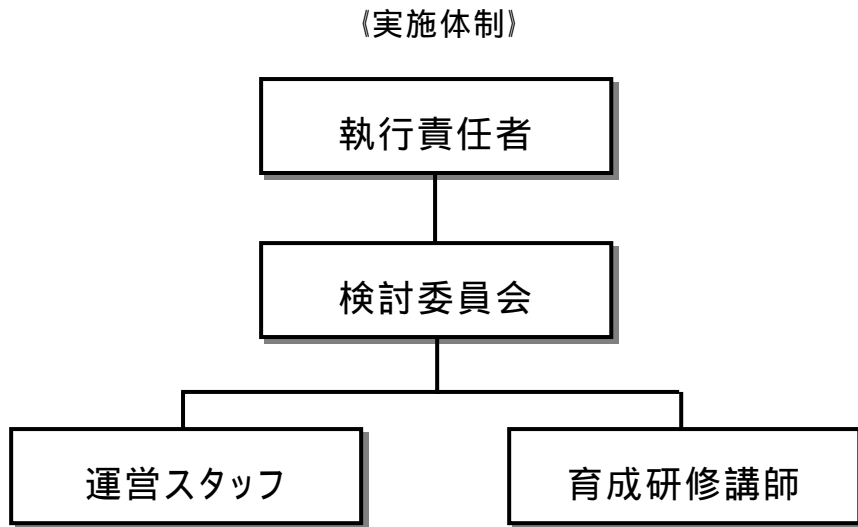 《実施体制》
執行責任者
検討委員会
運営スタッフ
育成研修講師